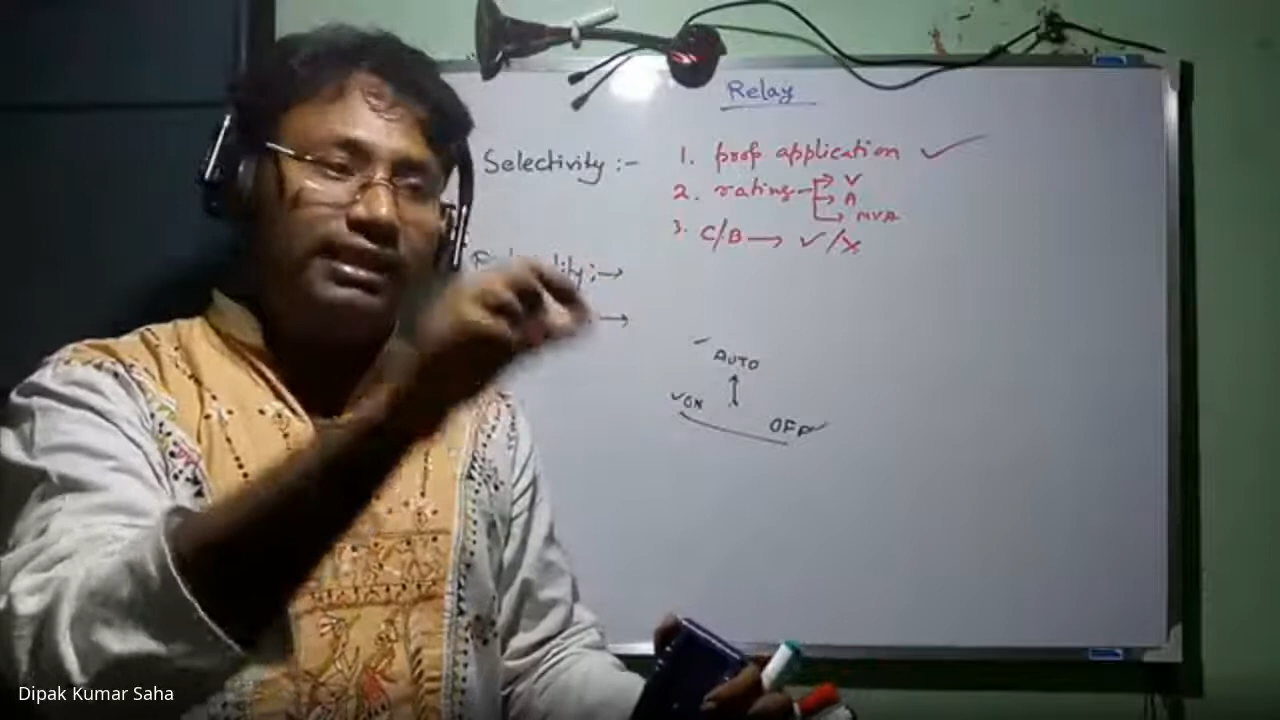 Relay
Selectivity :-
1. prop application ✓
2. rating → V
→ A
→ MVA
3. C/B → ✓/×
→
→
✓ AUTO
✓ON
OFF✓
Dipak Kumar Saha